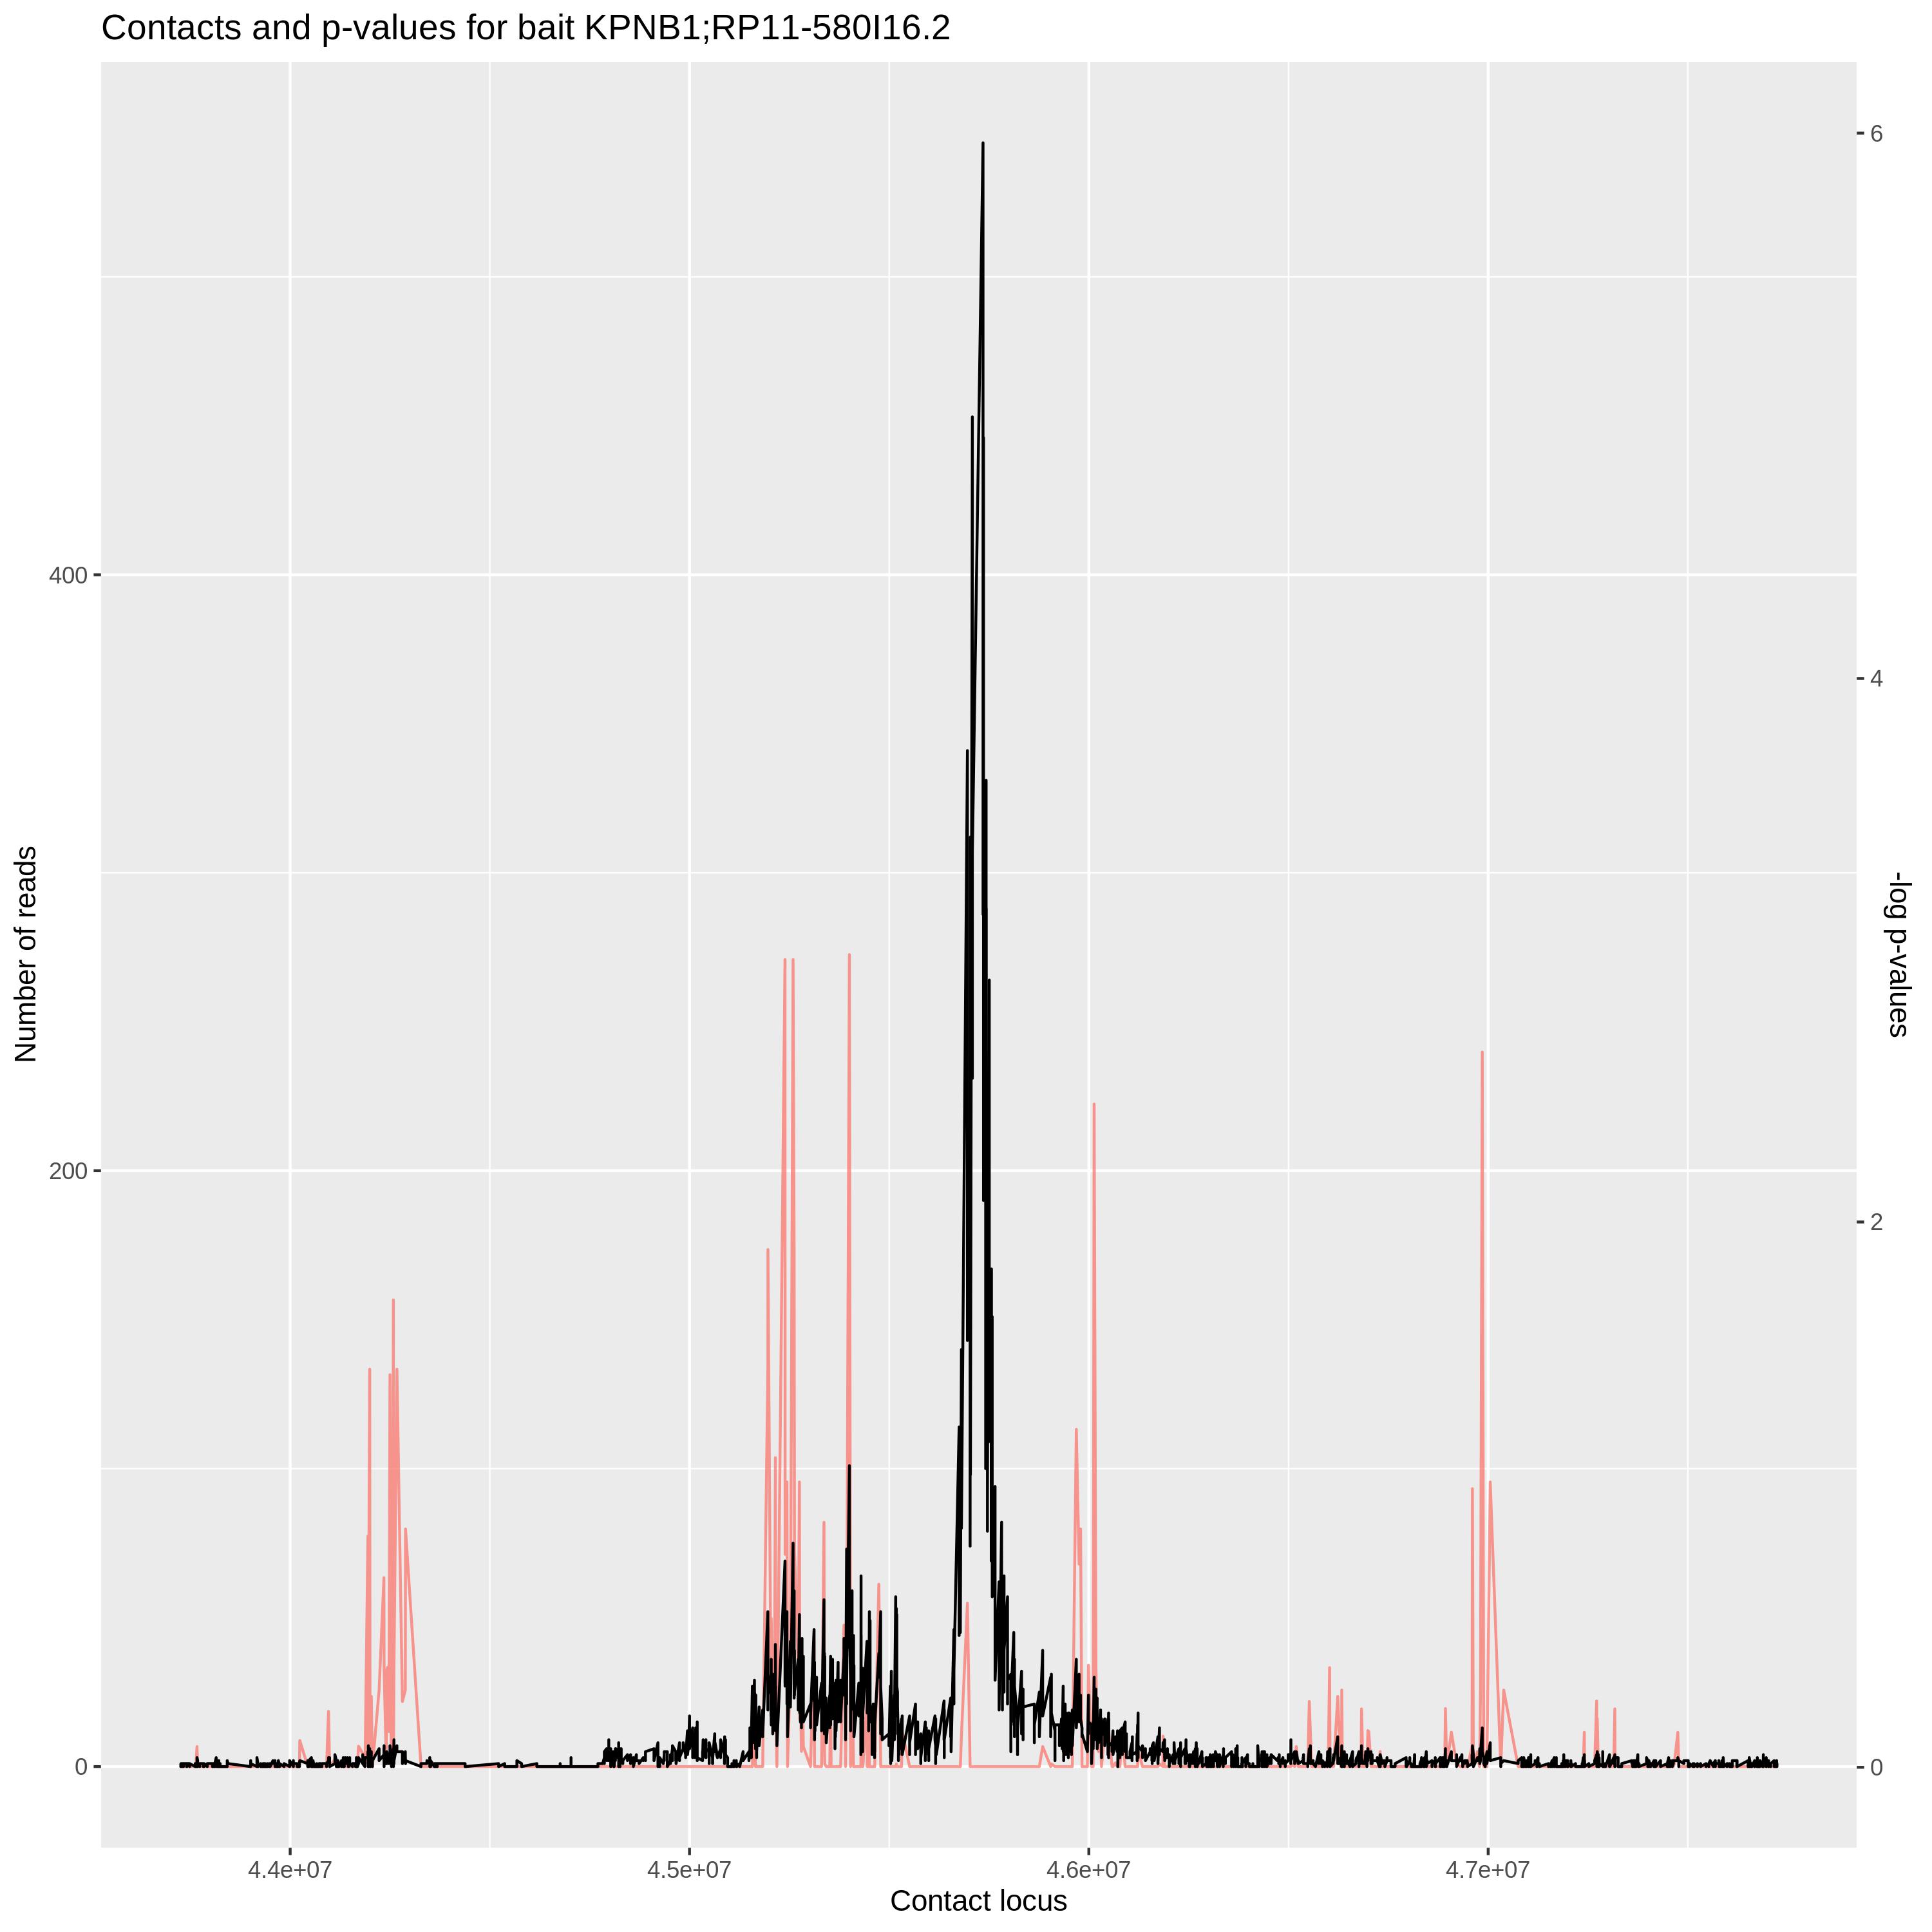 Contacts and p-values for bait KPNB1;RP11-580I16.2
6
400
4
Number of reads
-log p-values
200
2
0
0
4.4e+07
4.5e+07
4.6e+07
4.7e+07
Contact locus